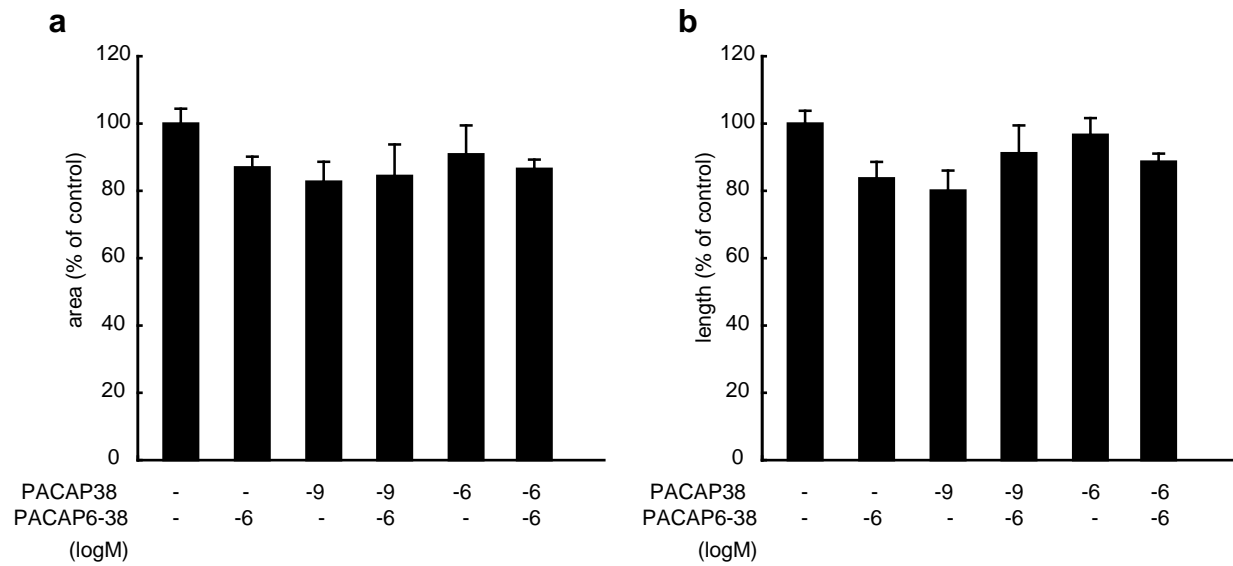 a
120
100
80
60
40
20
0
area (% of control)
PACAP38 - - -9 -9 -6 -6
PACAP6-38 - -6 - -6 - -6
(logM)
b
120
100
80
60
40
20
0
length (% of control)
PACAP38 - - -9 -9 -6 -6
PACAP6-38 - -6 - -6 - -6
(logM)